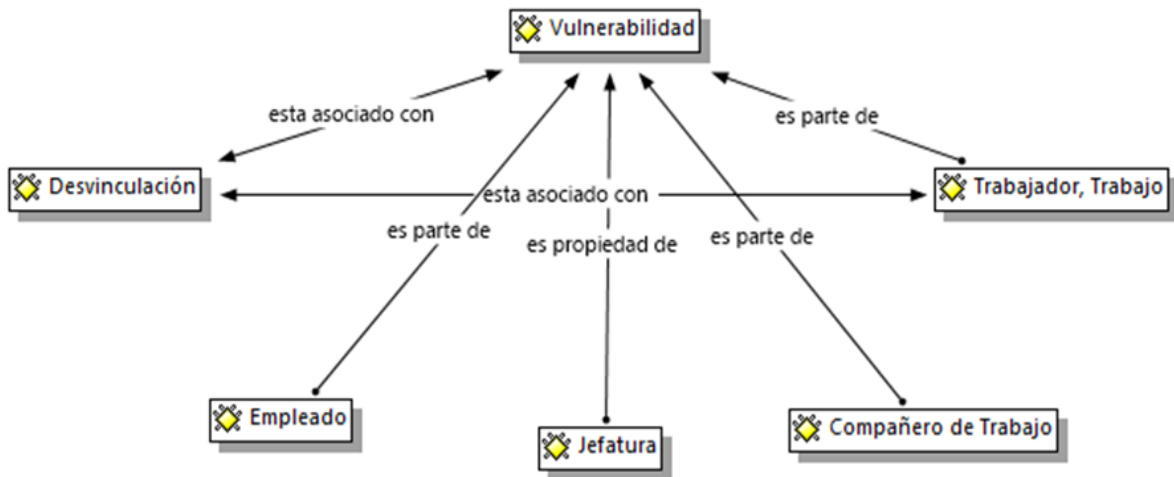 Vulnerabilidad
esta asociado con
es parte de
Desvinculación
esta asociado con
Trabajador, Trabajo
es parte de
es propiedad de
es parte de
Empleado
Jefatura
Compañero de Trabajo